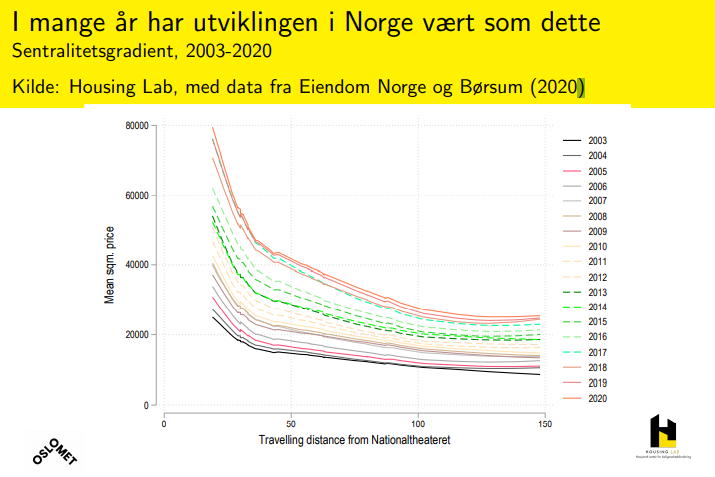 I mange år har utviklingen i Norge vært som dette
Sentralitetsgradient, 2003-2020
Kilde: Housing Lab, med data fra Eiendom Norge og Børsum (2020)
80000
60000
40000
20000
0
Mean sqm. price
0 50 100 150
Travelling distance from Nationaltheateret
2003
2004
2005
2006
2007
2008
2009
2010
2011
2012
2013
2014
2015
2016
2017
2018
2019
2020
OSLOMET
HOUSING LAB